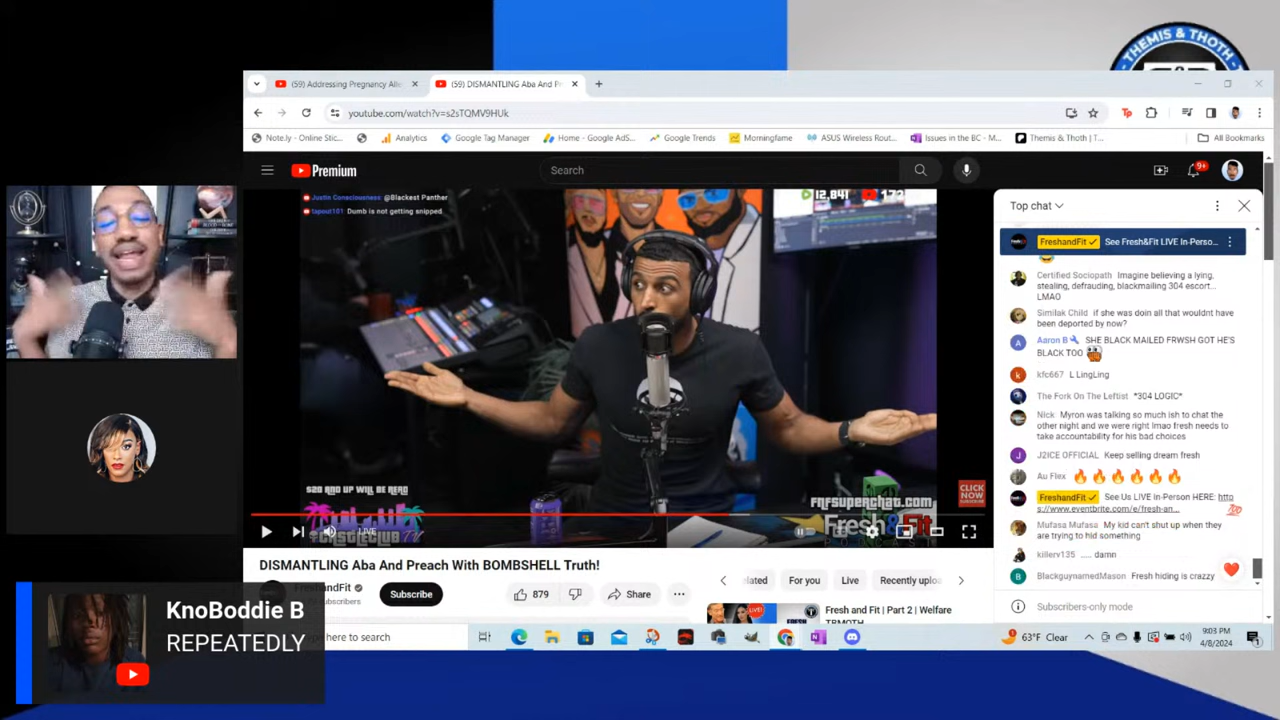 THEMIS & THOTH
(59) Addressing Pregnancy Alle
(59) DISMANTLING Aba And P
youtube.com/watch?v=s2sTQMV9HUk
Note.ly - Online Stic...
Analytics
Google Tag Manager
Home - Google AdS...
Google Trends
Morningfame
ASUS Wireless Rout...
Issues in the BC - M...
Themis & Thoth | T...
All Bookmarks
Premium
Search
9+
Justin Consciousness: @Blackest Panther
tapout101 Dumb is not getting snipped.
12,841
$20 AND UP WILL BE READ
LIVE
FNFSUPERCHAT.COM
Fresh&Fit
CLICK
NOW
Top chat
FreshandFit See Fresh&Fit LIVE In-Perso...
Certified Sociopath Imagine believing a lying,
stealing, defrauding, blackmailing 304 escort...
LMAO
Similak Child if she was doin all that wouldnt have
been deported by now?
Aaron B SHE BLACK MAILED FRWSH GOT HE'S
BLACK TOO
kfc667 L LingLing
The Fork On The Leftist *304 LOGIC*
Nick Myron was talking so much ish to chat the
other night and we were right lmao fresh needs to
take accountability for his bad choices
J2ICE OFFICIAL Keep selling dream fresh
Au Flex
FreshandFit See Us LIVE In-Person HERE: http
s://www.eventbrite.com/e/fresh-an...
Mufasa Mufasa My kid can't shut up when they
are trying to hid something
killerv135 ..... damn
BlackguynamedMason Fresh hiding is crazzy
Subscribers-only mode
DISMANTLING Aba And Preach With BOMBSHELL Truth!
FreshandFit
subscribers
Subscribe
879
Share
elated
For you
Live
Recently uploa
Fresh and Fit | Part 2 | Welfare
here to search
63°F Clear
9:03 PM
4/8/2024
KnoBoddie B
REPEATEDLY